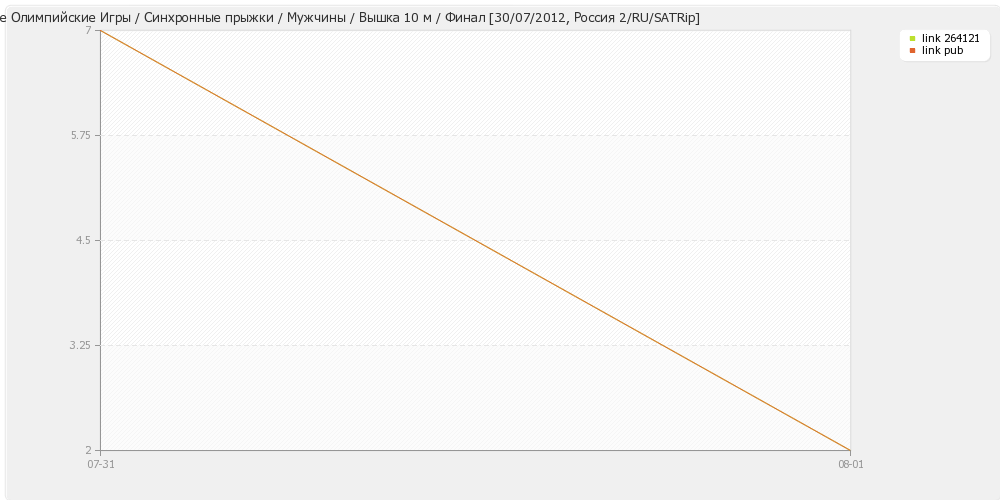 е Олимпийские Игры / Синхронные прыжки / Мужчины / Вышка 10 м / Финал [30/07/2012, Россия 2/RU/SATRip]
link 264121
link pub
7
5.75
4.5
3.25
2
07-31
08-01